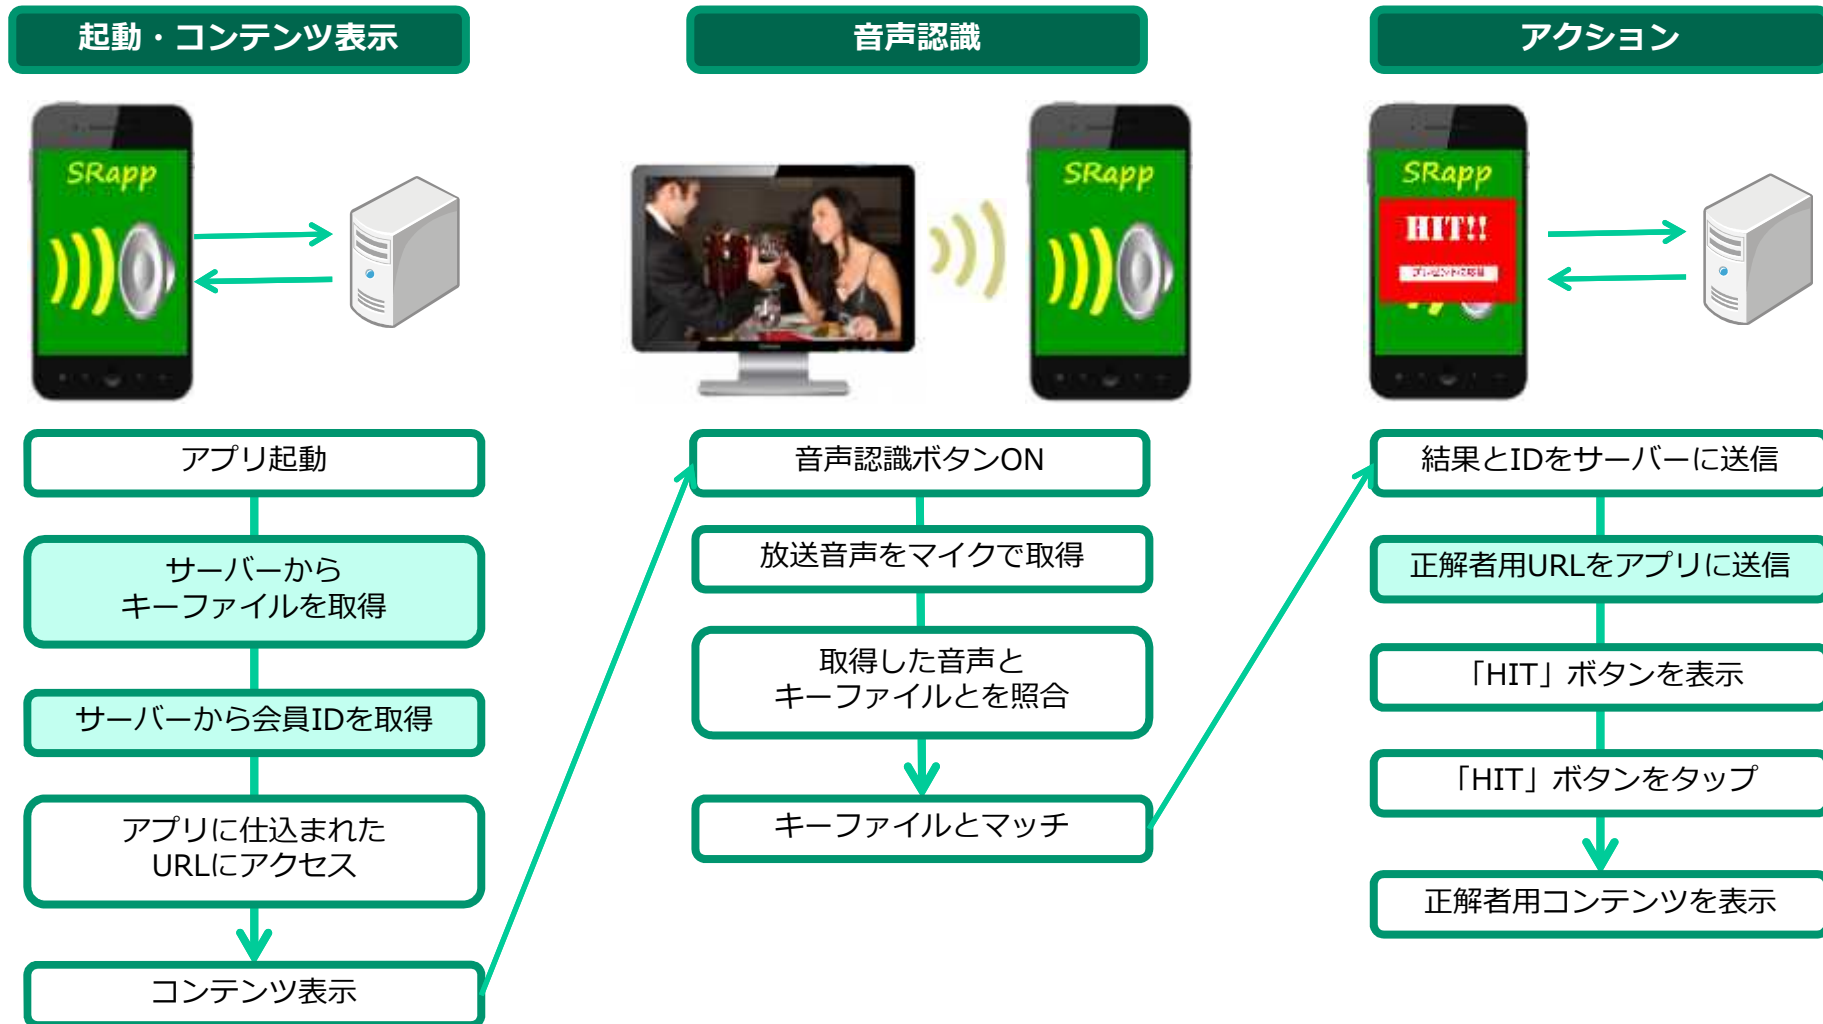 起動・コンテンツ表示
音声認識
アクション
SRapp
SRapp
SRapp
HIT!!
プレゼントの応募
アプリ起動
サーバーから
キーファイルを取得
サーバーから会員IDを取得
アプリに仕込まれた
URLにアクセス
コンテンツ表示
音声認識ボタンON
放送音声をマイクで取得
取得した音声と
キーファイルとを照合
キーファイルとマッチ
結果とIDをサーバーに送信
正解者用URLをアプリに送信
「HIT」ボタンを表示
「HIT」ボタンをタップ
正解者用コンテンツを表示